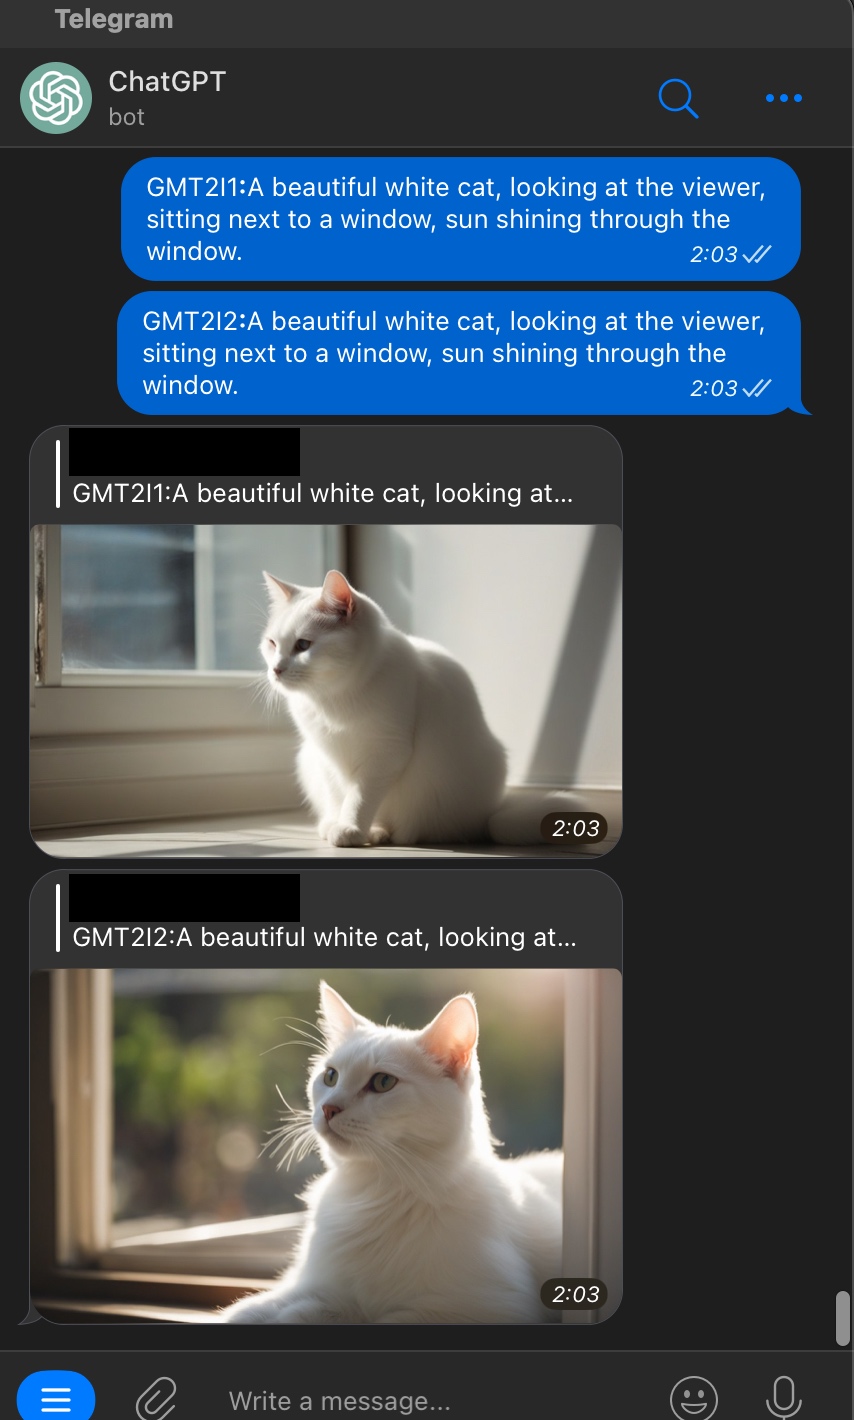 Telegram
ChatGPT
bot
GMT2I1:A beautiful white cat, looking at the viewer,
sitting next to a window, sun shining through the
window.
2:03
GMT2I2:A beautiful white cat, looking at the viewer,
sitting next to a window, sun shining through the
window.
2:03
GMT2I1:A beautiful white cat, looking at...
2:03
GMT2I2:A beautiful white cat, looking at...
2:03
Write a message...